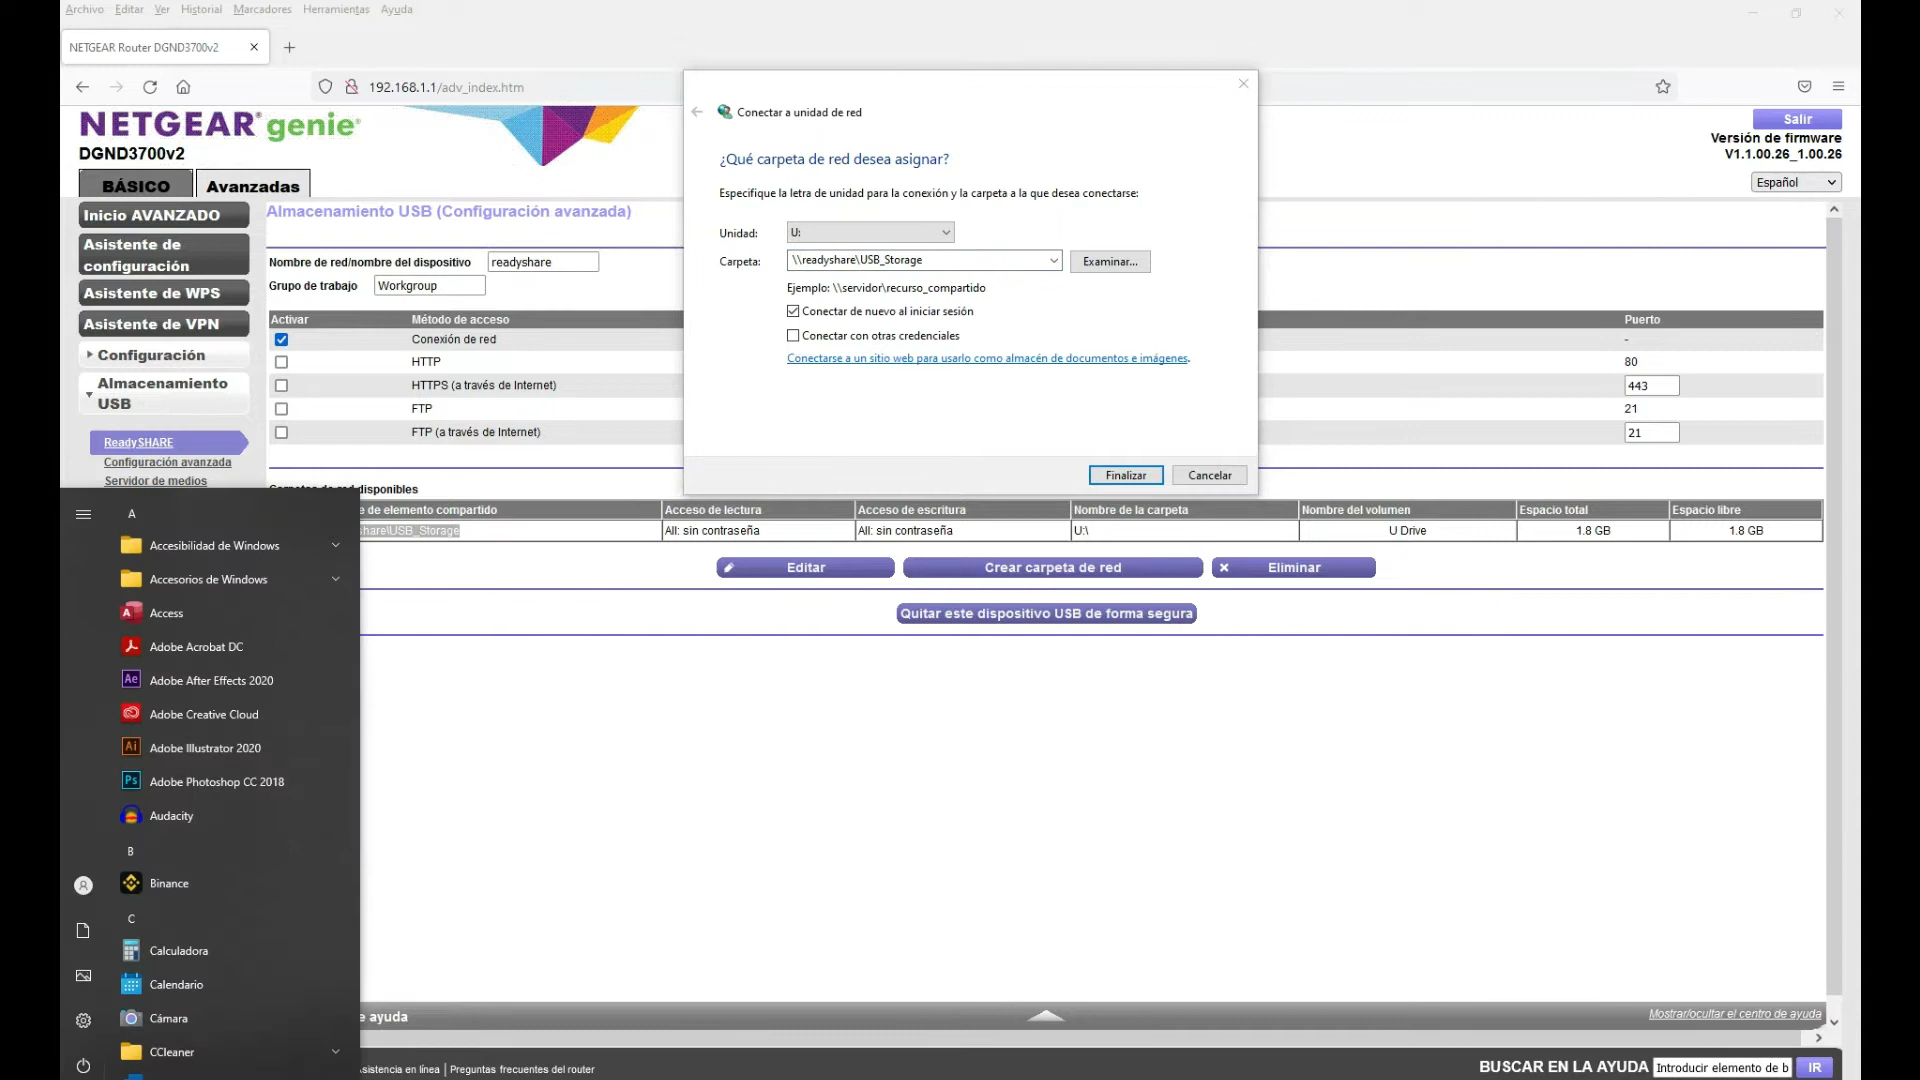 Archivo Editar Ver Historial Marcadores Herramientas Ayuda
NETGEAR Router DGND3700v2
192.168.1.1/adv_index.htm
NETGEAR® genie®
DGND3700v2
Salir
Versión de firmware
V1.1.00.26_1.00.26
BÁSICO
Avanzadas
Español
Inicio AVANZADO
Asistente de
configuración
Asistente de WPS
Asistente de VPN
Configuración
Almacenamiento
USB
ReadySHARE
Configuración avanzada
Servidor de medios
Almacenamiento USB (Configuración avanzada)
Nombre de red/nombre del dispositivo readyshare
Grupo de trabajo Workgroup
Activar Método de acceso Puerto
Conexión de red -
HTTP 80
HTTPS (a través de Internet) 443
FTP 21
FTP (a través de Internet) 21
Conectar a unidad de red
¿Qué carpeta de red desea asignar?
Especifique la letra de unidad para la conexión y la carpeta a la que desea conectarse:
Unidad: U:
Carpeta: \\readyshare\USB_Storage Examinar...
Ejemplo: \\servidor\recurso_compartido
Conectar de nuevo al iniciar sesión
Conectar con otras credenciales
Conectarse a un sitio web para usarlo como almacén de documentos e imágenes.
Finalizar Cancelar
disponibles
de elemento compartido Acceso de lectura Acceso de escritura Nombre de la carpeta Nombre del volumen Espacio total Espacio libre
share\USB_Storage All: sin contraseña All: sin contraseña U:\ U Drive 1.8 GB 1.8 GB
Editar Crear carpeta de red Eliminar
Quitar este dispositivo USB de forma segura
A
Accesibilidad de Windows
Accesorios de Windows
Access
Adobe Acrobat DC
Adobe After Effects 2020
Adobe Creative Cloud
Adobe Illustrator 2020
Adobe Photoshop CC 2018
Audacity
B
Binance
C
Calculadora
Calendario
Cámara
CCleaner
e ayuda
Mostrar/ocultar el centro de ayuda
sistencia en línea | Preguntas frecuentes del router
BUSCAR EN LA AYUDA Introducir elemento de b IR